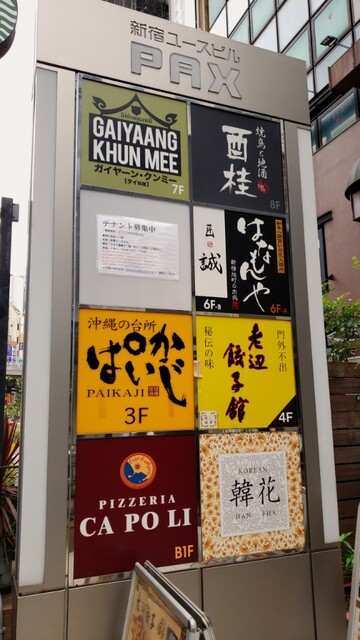 新宿ユースビル
PAX
GAIYAANG
KHUN MEE
ガイヤーン・クンミー
【タイ料理】
7F
焼鳥と地酒
酉桂
8F
テナント募集中
匠
誠
6F-B
はなもんや
6F-A
沖縄の台所
ぱいかじ
PAIKAJI
3F
門外不出
老辺
餃子館
秘伝の味
4F
PIZZERIA
CA PO LI
B1F
KOREAN
韓花
HAN HHA